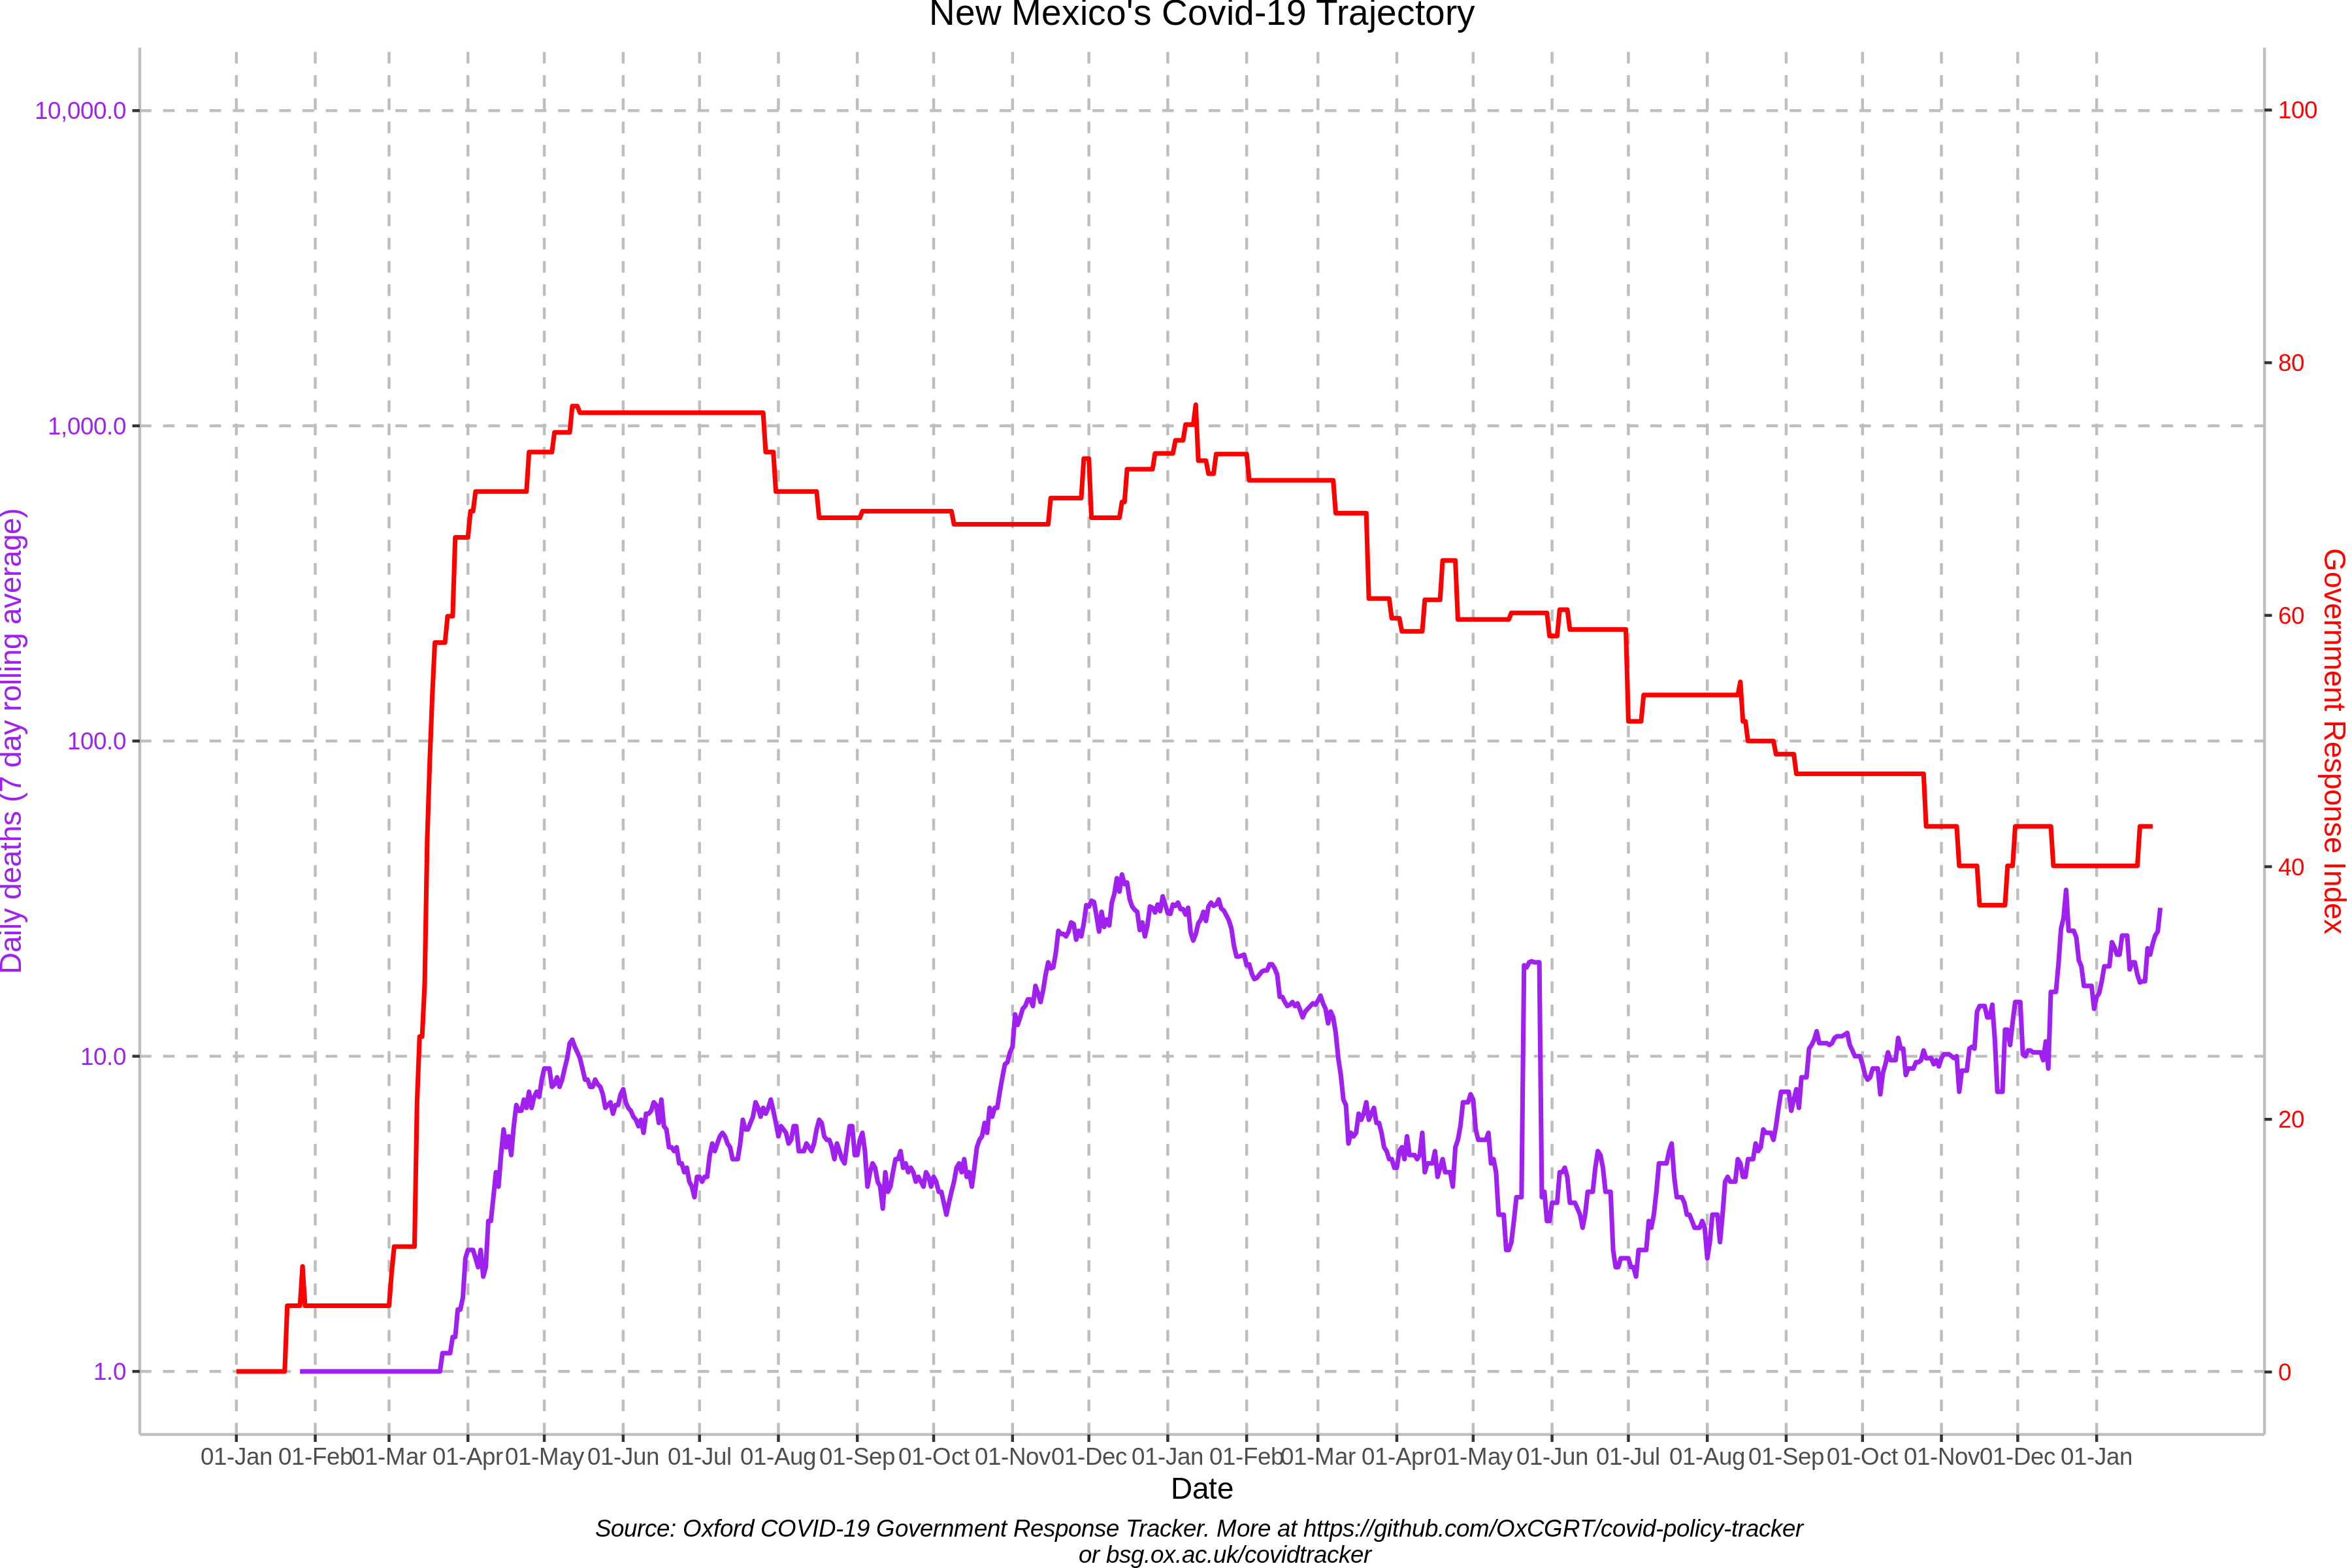 New Mexico's Covid-19 Trajectory
10,000.0
1,000.0
100.0
10.0
1.0
Daily deaths (7 day rolling average)
100
80
60
40
20
0
Government Response Index
01-Jan 01-Feb 01-Mar 01-Apr 01-May 01-Jun 01-Jul 01-Aug 01-Sep 01-Oct 01-Nov 01-Dec 01-Jan 01-Feb 01-Mar 01-Apr 01-May 01-Jun 01-Jul 01-Aug 01-Sep 01-Oct 01-Nov 01-Dec 01-Jan
Date
Source: Oxford COVID-19 Government Response Tracker. More at https://github.com/OxCGRT/covid-policy-tracker
or bsg.ox.ac.uk/covidtracker